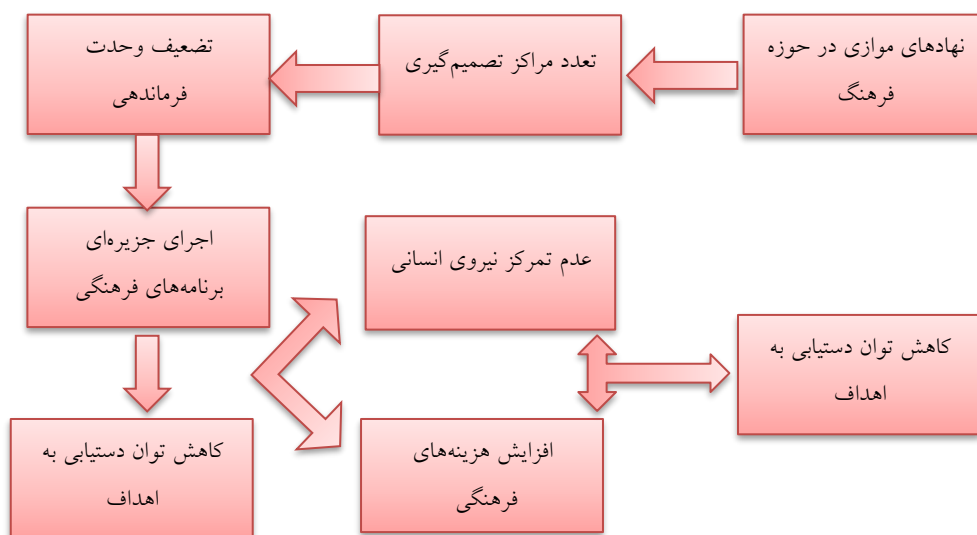 نهادهای موازی در حوزه
فرهنگ
تعدد مراکز تصمیم‌گیری
تضعیف وحدت
فرماندهی
اجرای جزیره‌ای
برنامه‌های فرهنگی
عدم تمرکز نیروی انسانی
کاهش توان دستیابی به
اهداف
افزایش هزینه‌های
فرهنگی
کاهش توان دستیابی به
اهداف